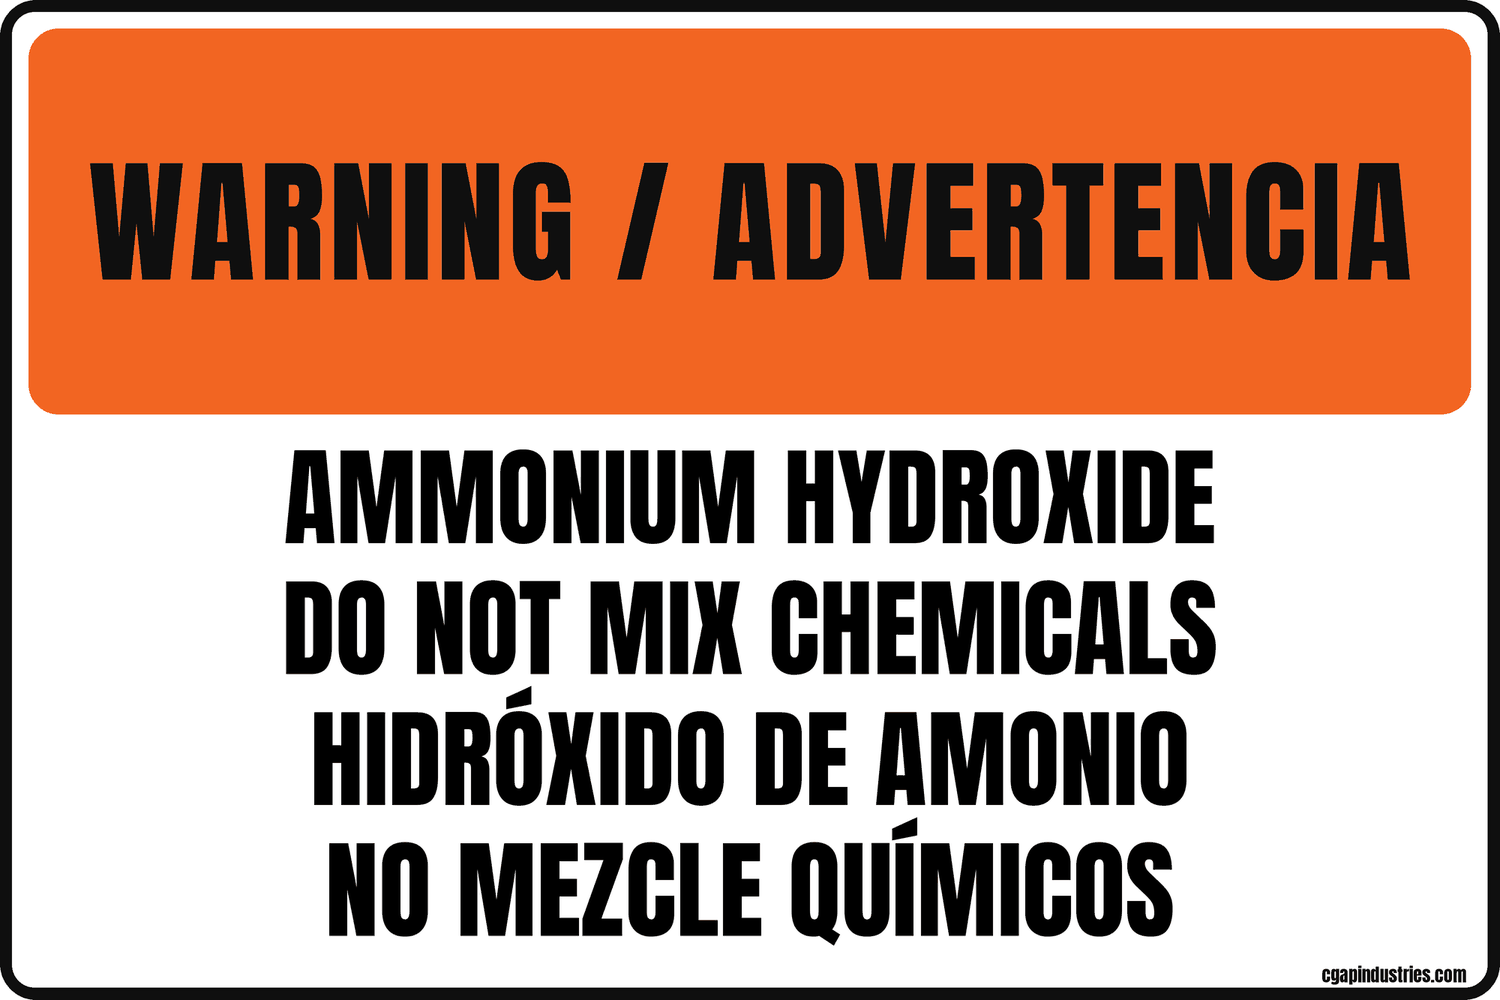 WARNING / ADVERTENCIA
AMMONIUM HYDROXIDE
DO NOT MIX CHEMICALS
HIDRÓXIDO DE AMONIO
NO MEZCLE QUÍMICOS
cgapindustries.com